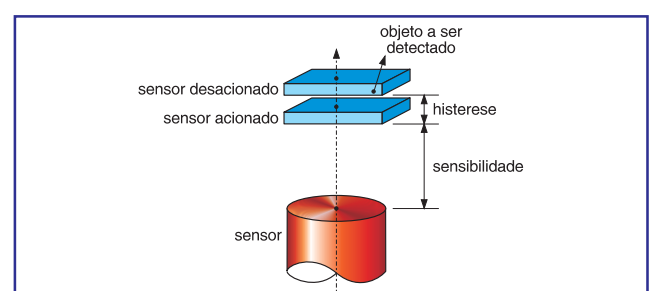 objeto a ser
detectado
sensor desacionado
histerese
sensor acionado
sensibilidade
sensor